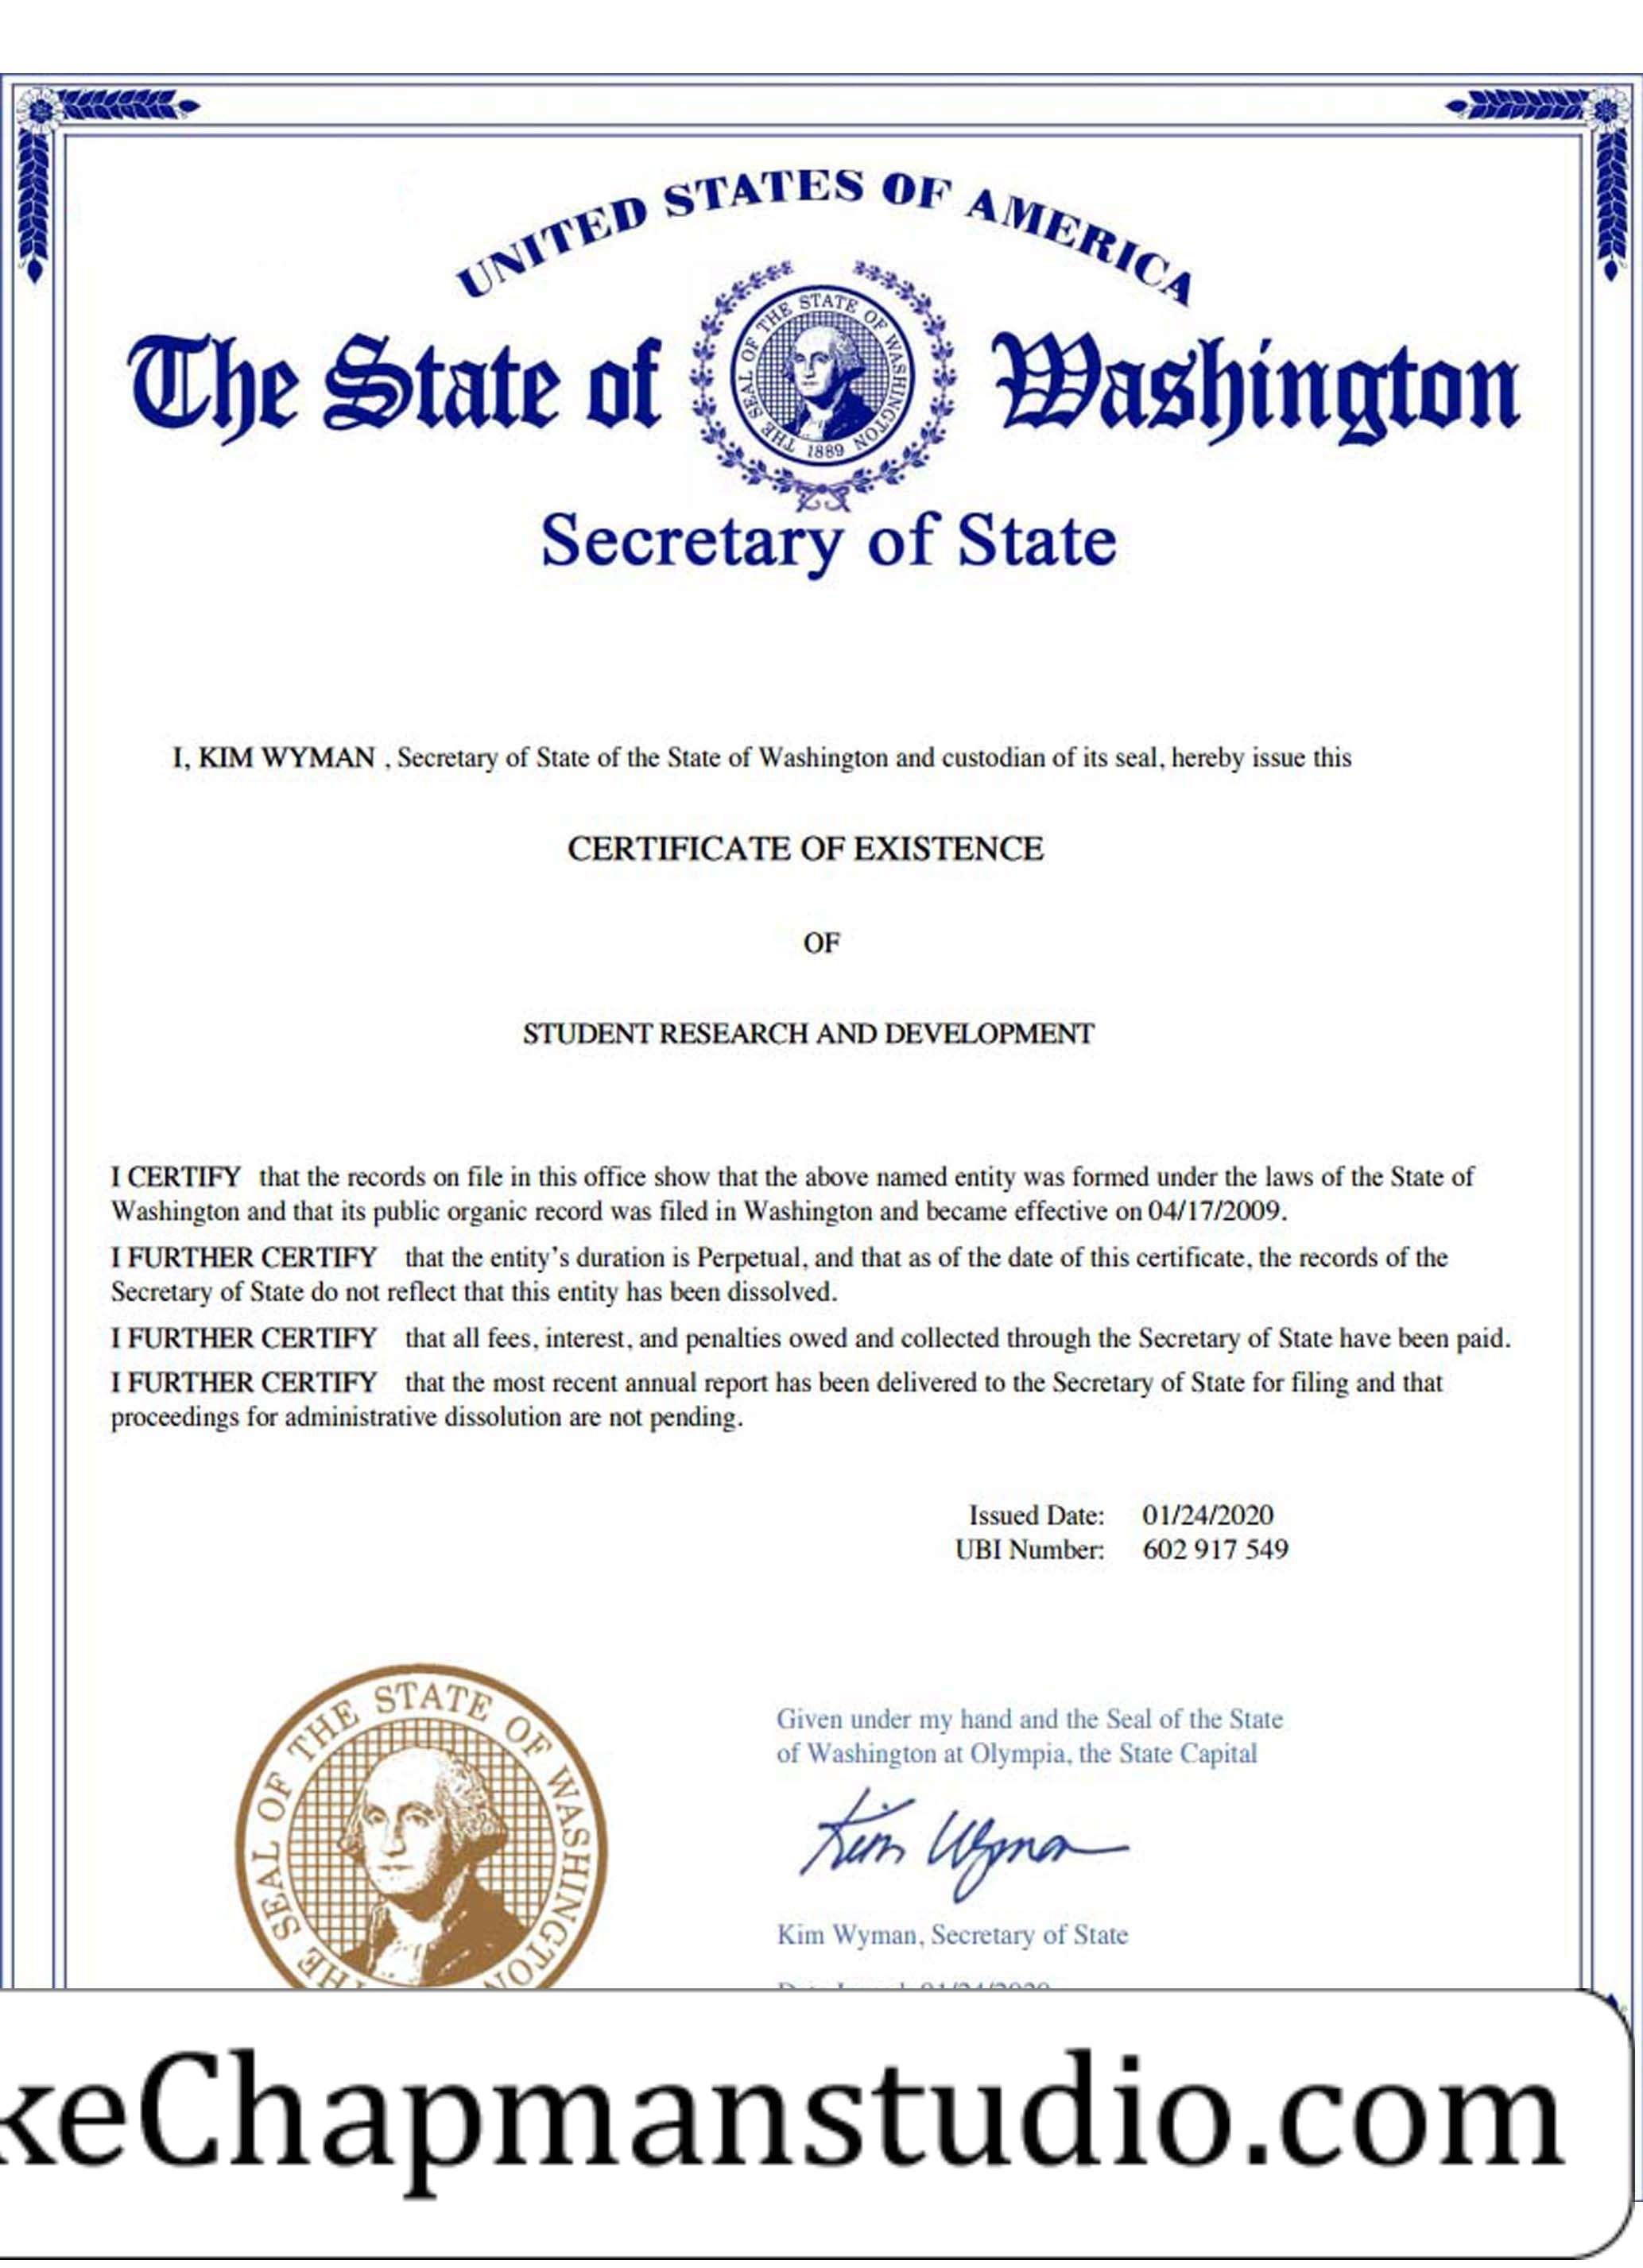 UNITED STATES OF AMERICA
The State of Washington
THE SEAL OF THE STATE OF WASHINGTON
1889
Secretary of State
I, KIM WYMAN , Secretary of State of the State of Washington and custodian of its seal, hereby issue this
CERTIFICATE OF EXISTENCE
OF
STUDENT RESEARCH AND DEVELOPMENT
I CERTIFY that the records on file in this office show that the above named entity was formed under the laws of the State of
Washington and that its public organic record was filed in Washington and became effective on 04/17/2009.
I FURTHER CERTIFY that the entity's duration is Perpetual, and that as of the date of this certificate, the records of the
Secretary of State do not reflect that this entity has been dissolved.
I FURTHER CERTIFY that all fees, interest, and penalties owed and collected through the Secretary of State have been paid.
I FURTHER CERTIFY that the most recent annual report has been delivered to the Secretary of State for filing and that
proceedings for administrative dissolution are not pending.
Issued Date: 01/24/2020
UBI Number: 602 917 549
THE SEAL OF THE STATE OF WASHINGTON
Given under my hand and the Seal of the State
of Washington at Olympia, the State Capital
Kim Wyman
Kim Wyman, Secretary of State
keChapmanstudio.com